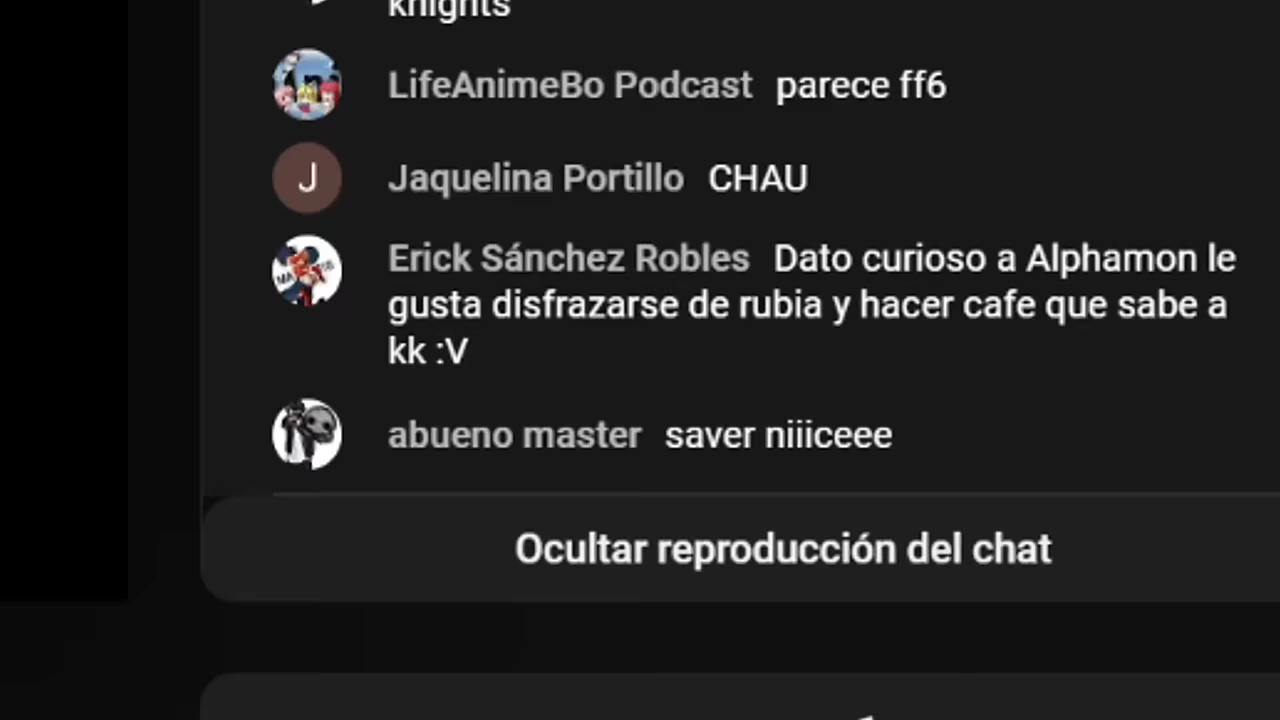 knights
LifeAnimeBo Podcast parece ff6
J
Jaquelina Portillo CHAU
Erick Sánchez Robles Dato curioso a Alphamon le
gusta disfrazarse de rubia y hacer cafe que sabe a
kk :V
abueno master saver niiiceee
Ocultar reproducción del chat